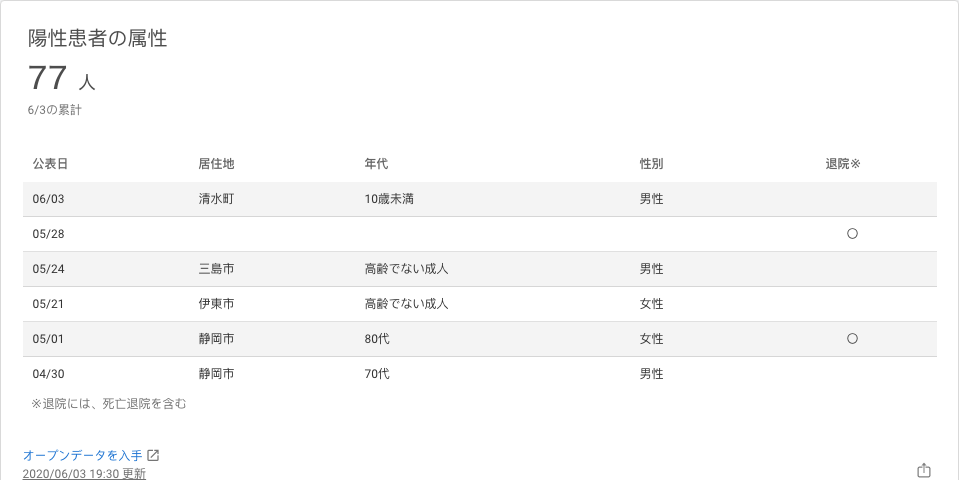 陽性患者の属性
77 人
6/3の累計
公表日 居住地 年代 性別 退院※
06/03 清水町 10歳未満 男性
05/28 〇
05/24 三島市 高齢でない成人 男性
05/21 伊東市 高齢でない成人 女性
05/01 静岡市 80代 女性 〇
04/30 静岡市 70代 男性
※退院には、死亡退院を含む
オープンデータを入手
2020/06/03 19:30 更新